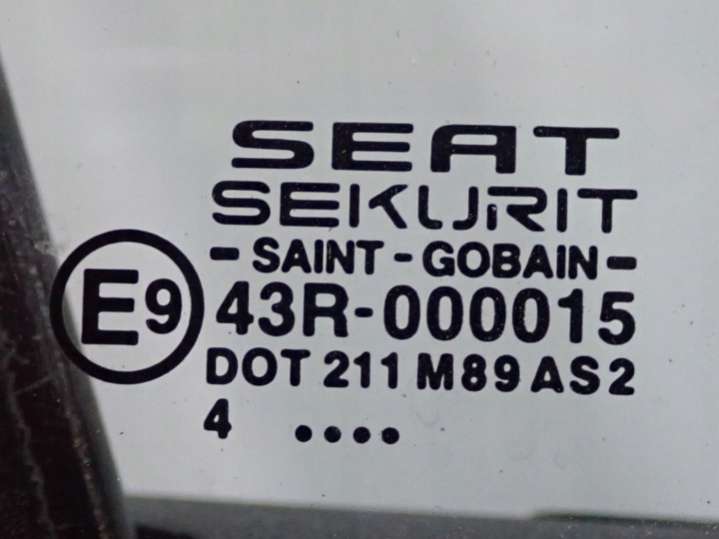 SEAT
SEKURIT
- SAINT - GOBAIN -
E9 43R-000015
DOT 211 M89 AS2
4 ••••